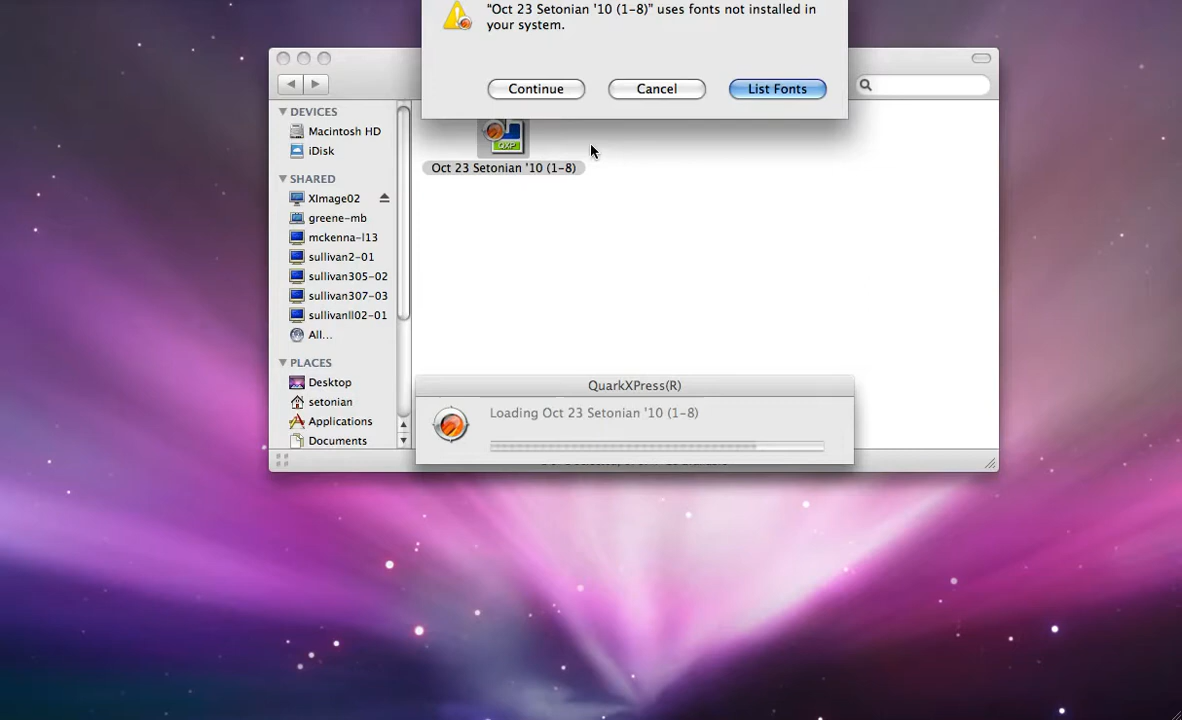 "Oct 23 Setonian '10 (1-8)" uses fonts not installed in
your system.
Continue
Cancel
List Fonts
DEVICES
Macintosh HD
iDisk
SHARED
XImage02
greene-mb
mckenna-l13
sullivan2-01
sullivan305-02
sullivan307-03
sullivanll02-01
All...
PLACES
Desktop
setonian
Applications
Documents
QXP
Oct 23 Setonian '10 (1-8)
QuarkXPress(R)
Loading Oct 23 Setonian '10 (1-8)